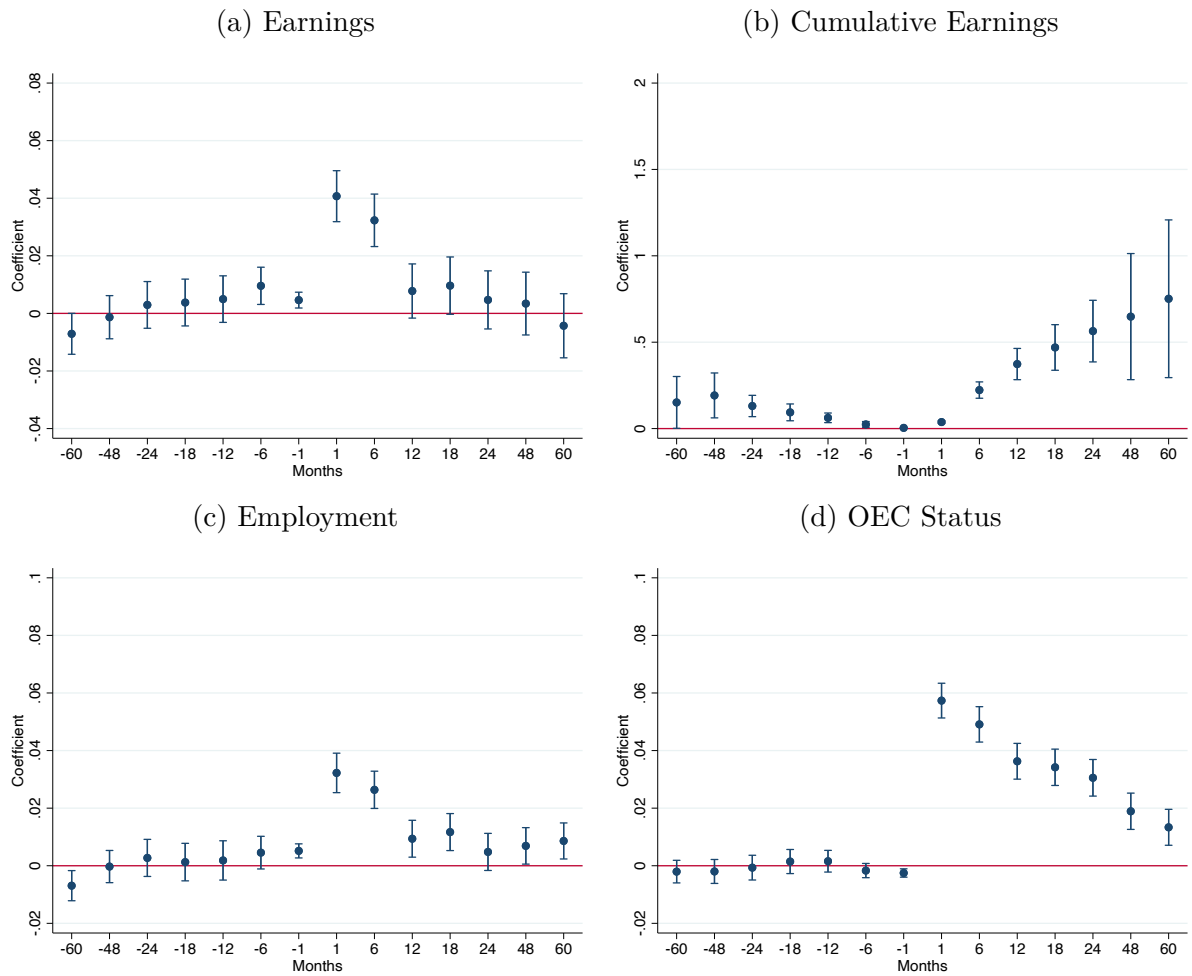 (a) Earnings
.08
.06
.04
.02
0
-.02
-.04
Coefficient
-60 -48 -24 -18 -12 -6 -1 1 6 12 18 24 48 60
Months
(b) Cumulative Earnings
2
1.5
1
.5
0
Coefficient
-60 -48 -24 -18 -12 -6 -1 1 6 12 18 24 48 60
Months
(c) Employment
.1
.08
.06
.04
.02
0
-.02
Coefficient
-60 -48 -24 -18 -12 -6 -1 1 6 12 18 24 48 60
Months
(d) OEC Status
.1
.08
.06
.04
.02
0
-.02
Coefficient
-60 -48 -24 -18 -12 -6 -1 1 6 12 18 24 48 60
Months